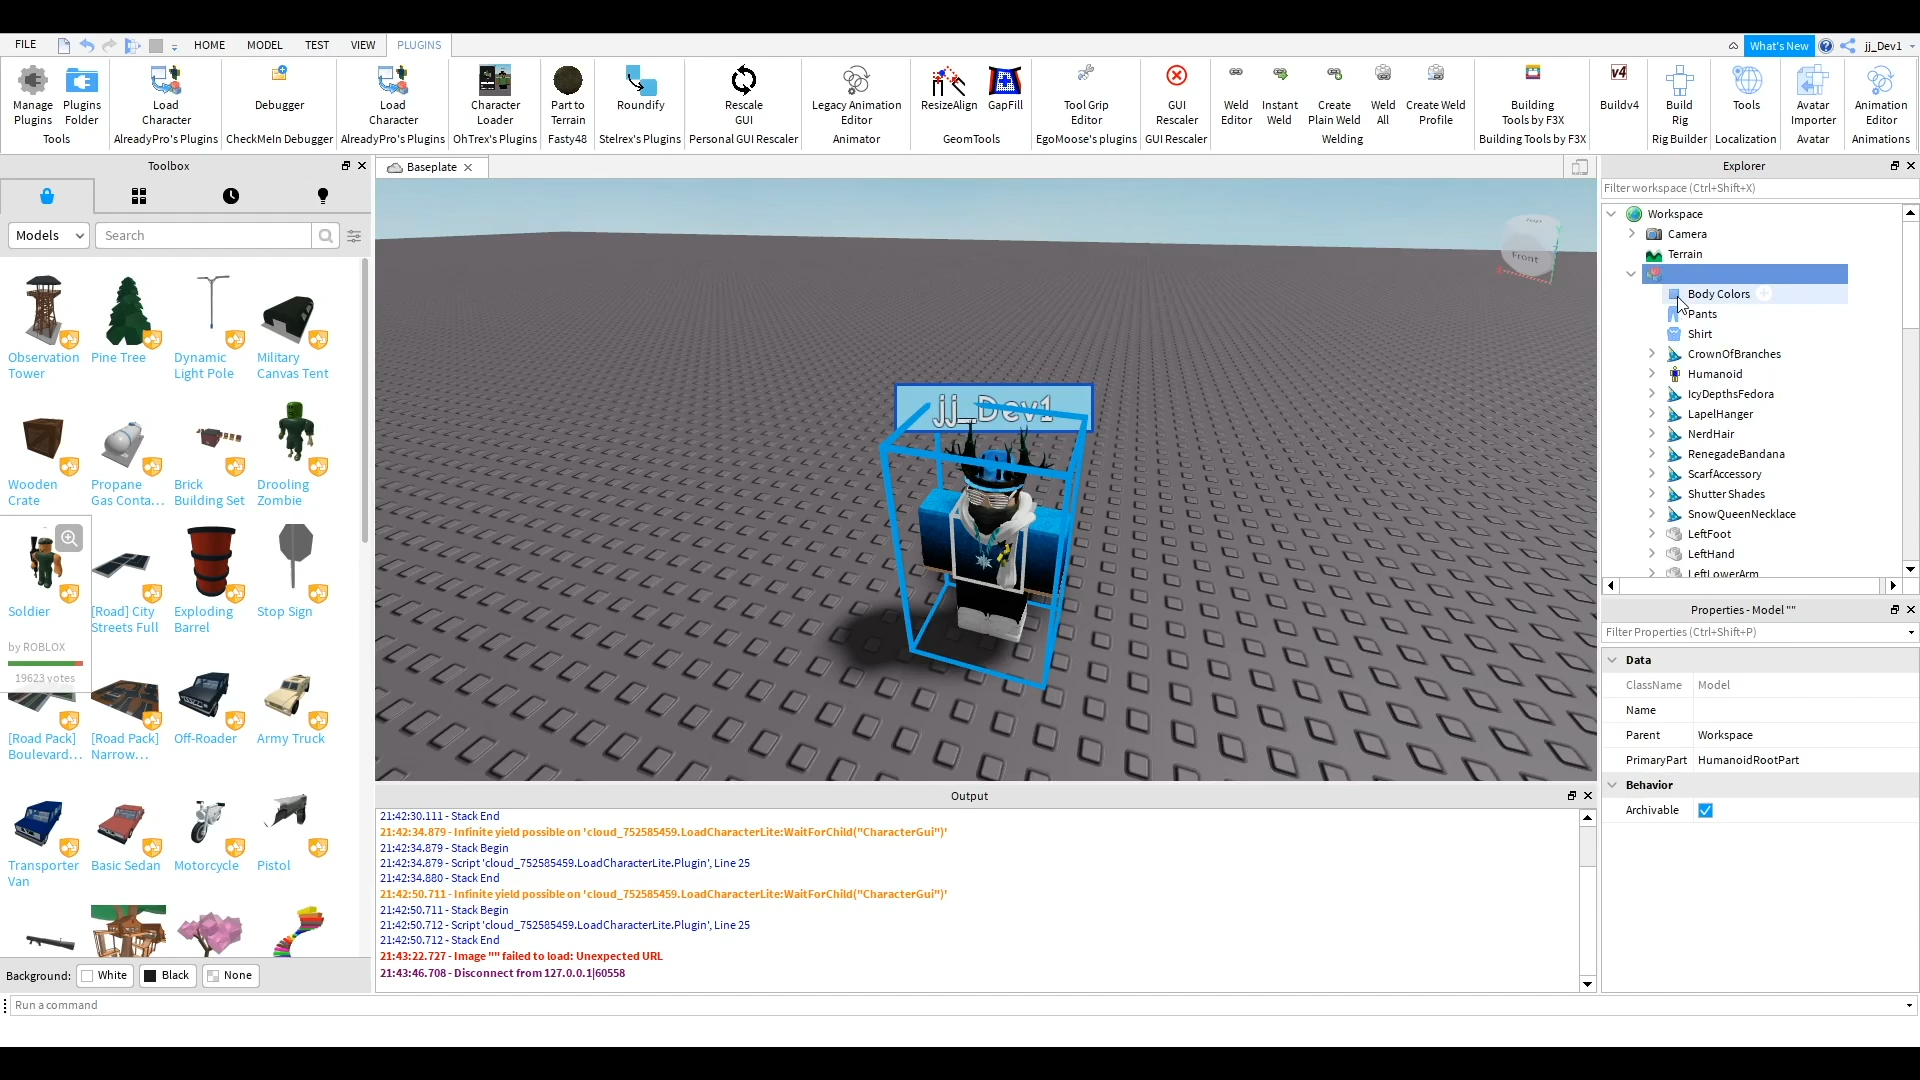 FILE
HOME
MODEL
TEST
VIEW
PLUGINS
What's New
jj_Dev1
Manage Plugins
Plugins Folder
Tools
Load Character
AlreadyPro's Plugins
Debugger
CheckMeIn Debugger
Load Character
AlreadyPro's Plugins
Character Loader
OhTrex's Plugins
Part to Terrain
Fasty48
Roundify
Stelrex's Plugins
Rescale GUI
Personal GUI Rescaler
Legacy Animation Editor
Animator
ResizeAlign
GapFill
GeomTools
Tool Grip Editor
EgoMoose's plugins
GUI Rescaler
GUI Rescaler
Weld Editor
Instant Weld
Create Plain Weld
Weld All
Create Weld Profile
Welding
Building Tools by F3X
Building Tools by F3X
v4
Buildv4
Build Rig
Rig Builder
Tools
Localization
Avatar Importer
Avatar
Animation Editor
Animations
Toolbox
Models
Search
Observation Tower
Pine Tree
Dynamic Light Pole
Military Canvas Tent
Wooden Crate
Propane Gas Conta...
Brick Building Set
Drooling Zombie
Soldier
by ROBLOX
19623 votes
[Road] City Streets Full
Exploding Barrel
Stop Sign
[Road Pack] Boulevard...
[Road Pack] Narrow...
Off-Roader
Army Truck
Transporter Van
Basic Sedan
Motorcycle
Pistol
Background:
White
Black
None
Baseplate
Front
jj_Dev1
Output
21:42:30.111 - Stack End
21:42:34.879 - Infinite yield possible on 'cloud_752585459.LoadCharacterLite:WaitForChild("CharacterGui")'
21:42:34.879 - Stack Begin
21:42:34.879 - Script 'cloud_752585459.LoadCharacterLite.Plugin', Line 25
21:42:34.880 - Stack End
21:42:50.711 - Infinite yield possible on 'cloud_752585459.LoadCharacterLite:WaitForChild("CharacterGui")'
21:42:50.711 - Stack Begin
21:42:50.712 - Script 'cloud_752585459.LoadCharacterLite.Plugin', Line 25
21:42:50.712 - Stack End
21:43:22.727 - Image "" failed to load: Unexpected URL
21:43:46.708 - Disconnect from 127.0.0.1|60558
Run a command
Explorer
Filter workspace (Ctrl+Shift+X)
Workspace
Camera
Terrain
Body Colors
Pants
Shirt
CrownOfBranches
Humanoid
IcyDepthsFedora
LapelHanger
NerdHair
RenegadeBandana
ScarfAccessory
Shutter Shades
SnowQueenNecklace
LeftFoot
LeftHand
LeftLowerArm
Properties - Model ""
Filter Properties (Ctrl+Shift+P)
Data
ClassName Model
Name
Parent Workspace
PrimaryPart HumanoidRootPart
Behavior
Archivable